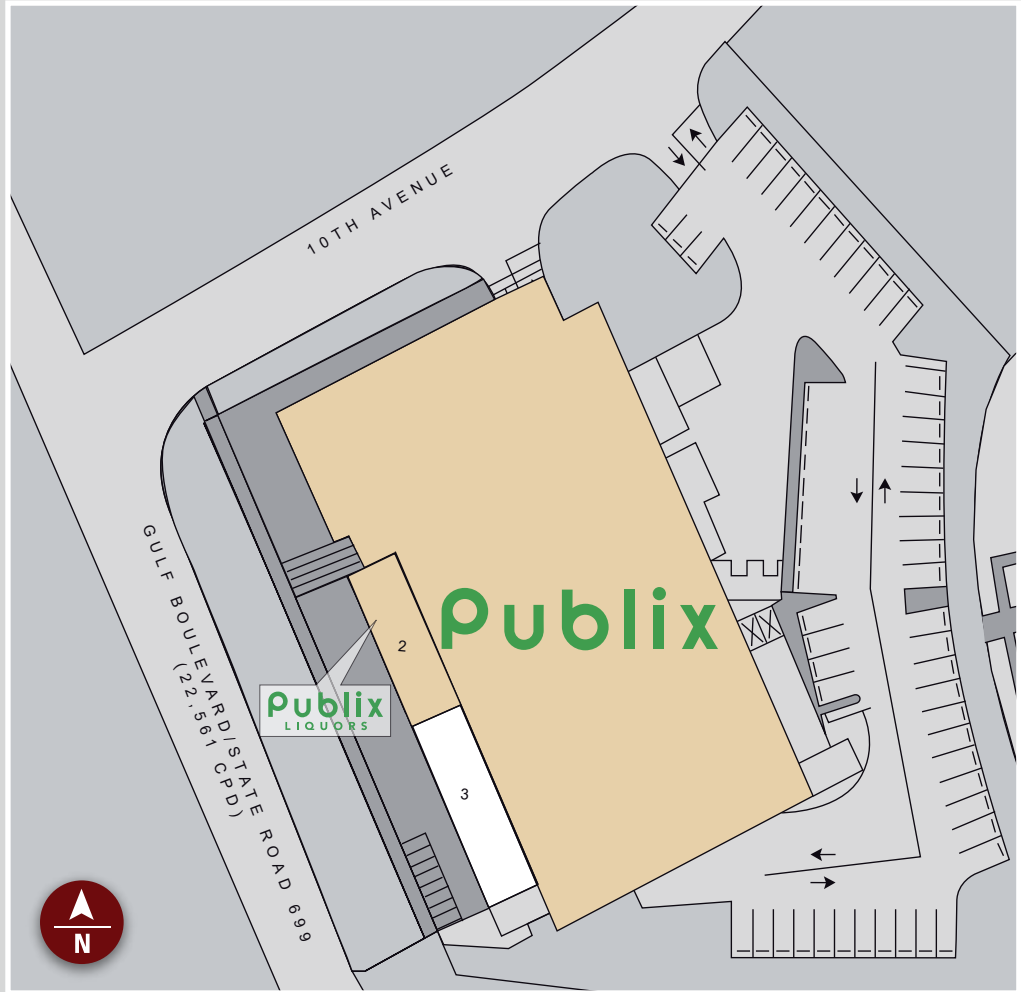 10TH AVENUE
GULF BOULEVARD/STATE ROAD 699
(22,561 CPD)
Publix
2
Publix
LIQUORS
3
N